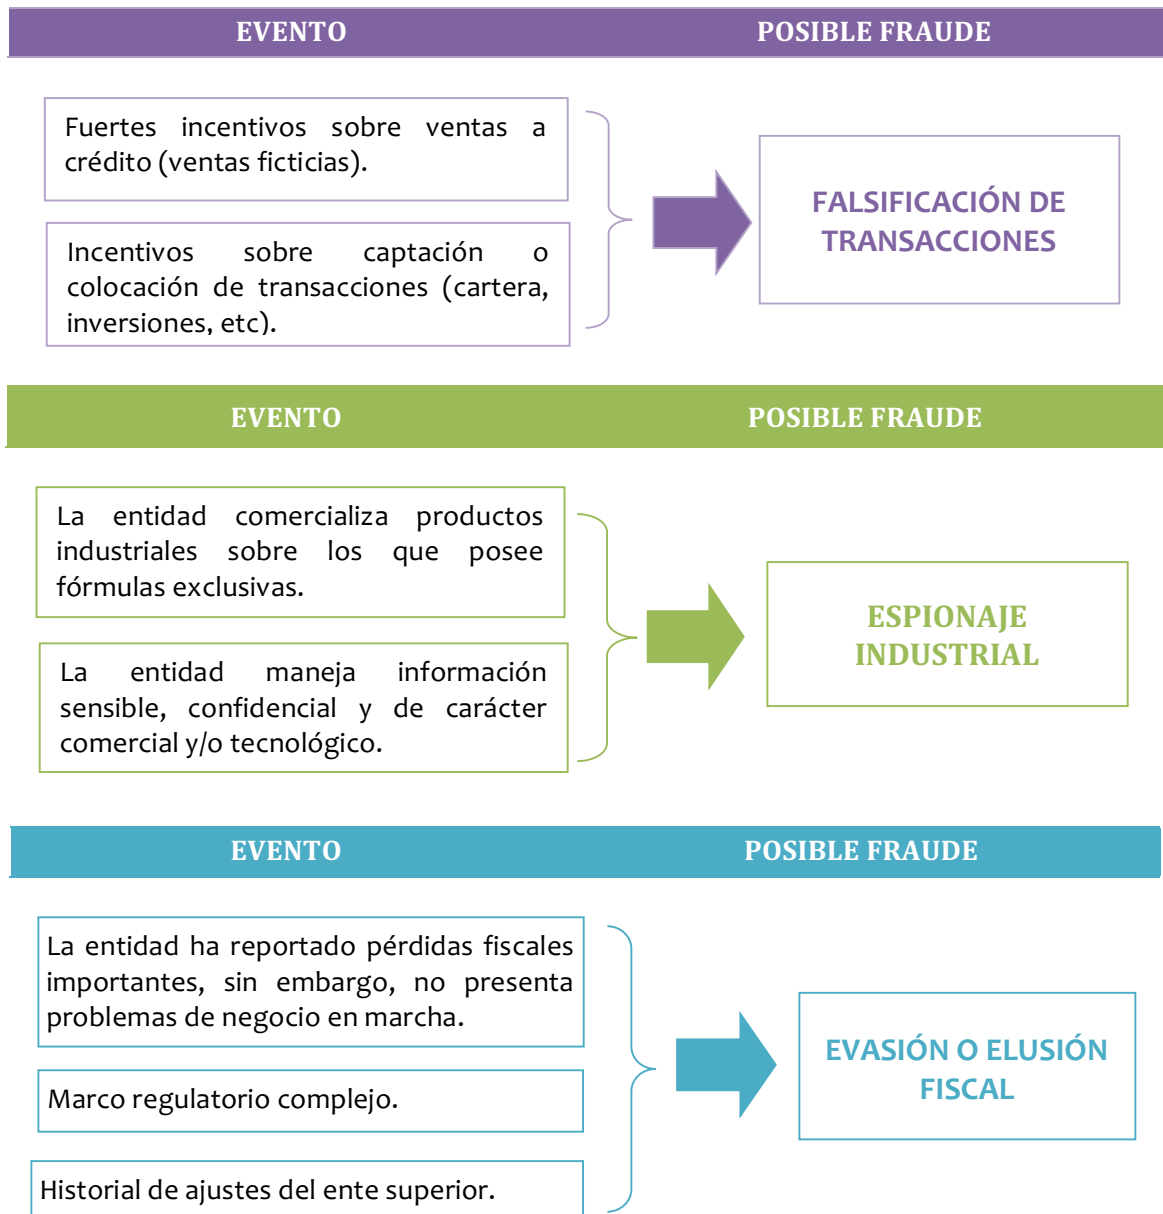 EVENTO POSIBLE FRAUDE
Fuertes incentivos sobre ventas a
crédito (ventas ficticias).
Incentivos sobre captación o
colocación de transacciones (cartera,
inversiones, etc).
FALSIFICACIÓN DE
TRANSACCIONES
EVENTO POSIBLE FRAUDE
La entidad comercializa productos
industriales sobre los que posee
fórmulas exclusivas.
La entidad maneja información
sensible, confidencial y de carácter
comercial y/o tecnológico.
ESPIONAJE
INDUSTRIAL
EVENTO POSIBLE FRAUDE
La entidad ha reportado pérdidas fiscales
importantes, sin embargo, no presenta
problemas de negocio en marcha.
Marco regulatorio complejo.
Historial de ajustes del ente superior.
EVASIÓN O ELUSIÓN
FISCAL